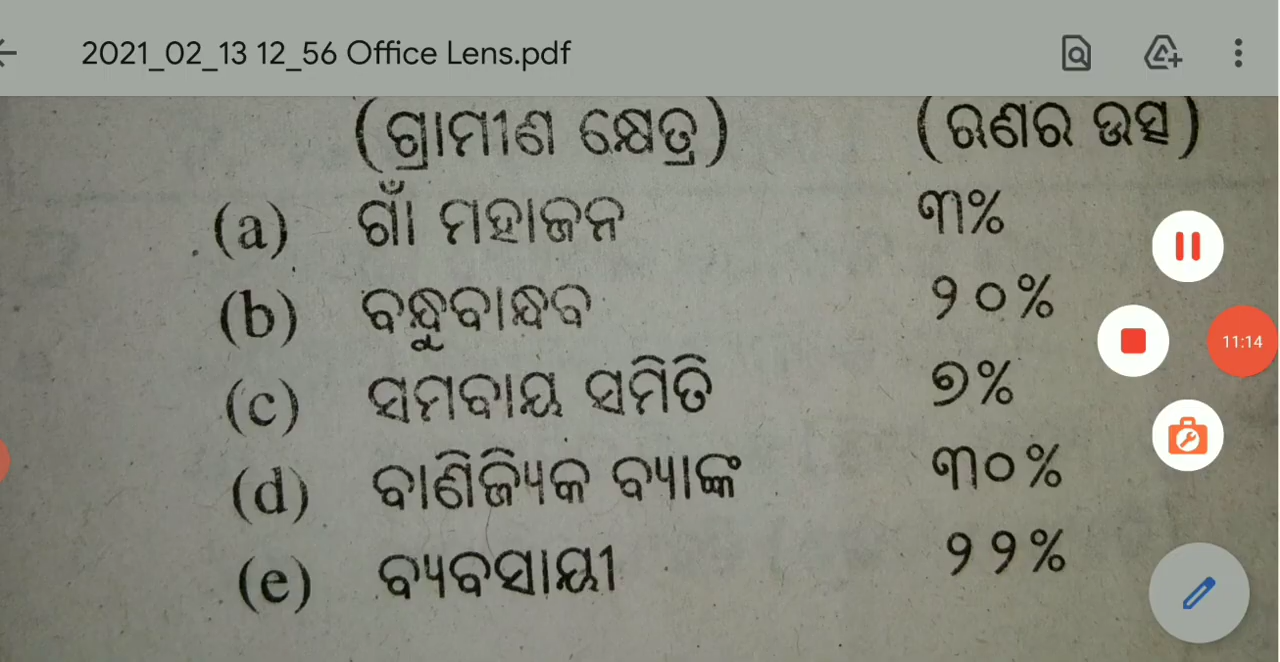 2021_02_13 12_56 Office Lens.pdf
(ଗ୍ରାମୀଣ କ୍ଷେତ୍ର) (ଋଣର ଉତ୍ସ)
(a) ଗାଁ ମହାଜନ ୩%
(b) ବନ୍ଧୁବାନ୍ଧବ ୨୦%
(c) ସମବାୟ ସମିତି ୭%
(d) ବାଣିଜ୍ୟିକ ବ୍ୟାଙ୍କ ୩୦%
(e) ବ୍ୟବସାୟୀ ୨୨%
11:14